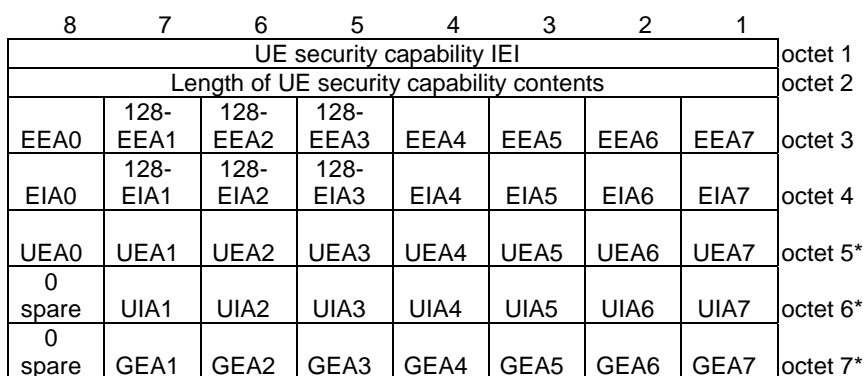 8 7 6 5 4 3 2 1
UE security capability IEI octet 1
Length of UE security capability contents octet 2
128- 128- 128-
EEA0 EEA1 EEA2 EEA3 EEA4 EEA5 EEA6 EEA7 octet 3
128- 128- 128-
EIA0 EIA1 EIA2 EIA3 EIA4 EIA5 EIA6 EIA7 octet 4
UEA0 UEA1 UEA2 UEA3 UEA4 UEA5 UEA6 UEA7 octet 5*
0
spare UIA1 UIA2 UIA3 UIA4 UIA5 UIA6 UIA7 octet 6*
0
spare GEA1 GEA2 GEA3 GEA4 GEA5 GEA6 GEA7 octet 7*